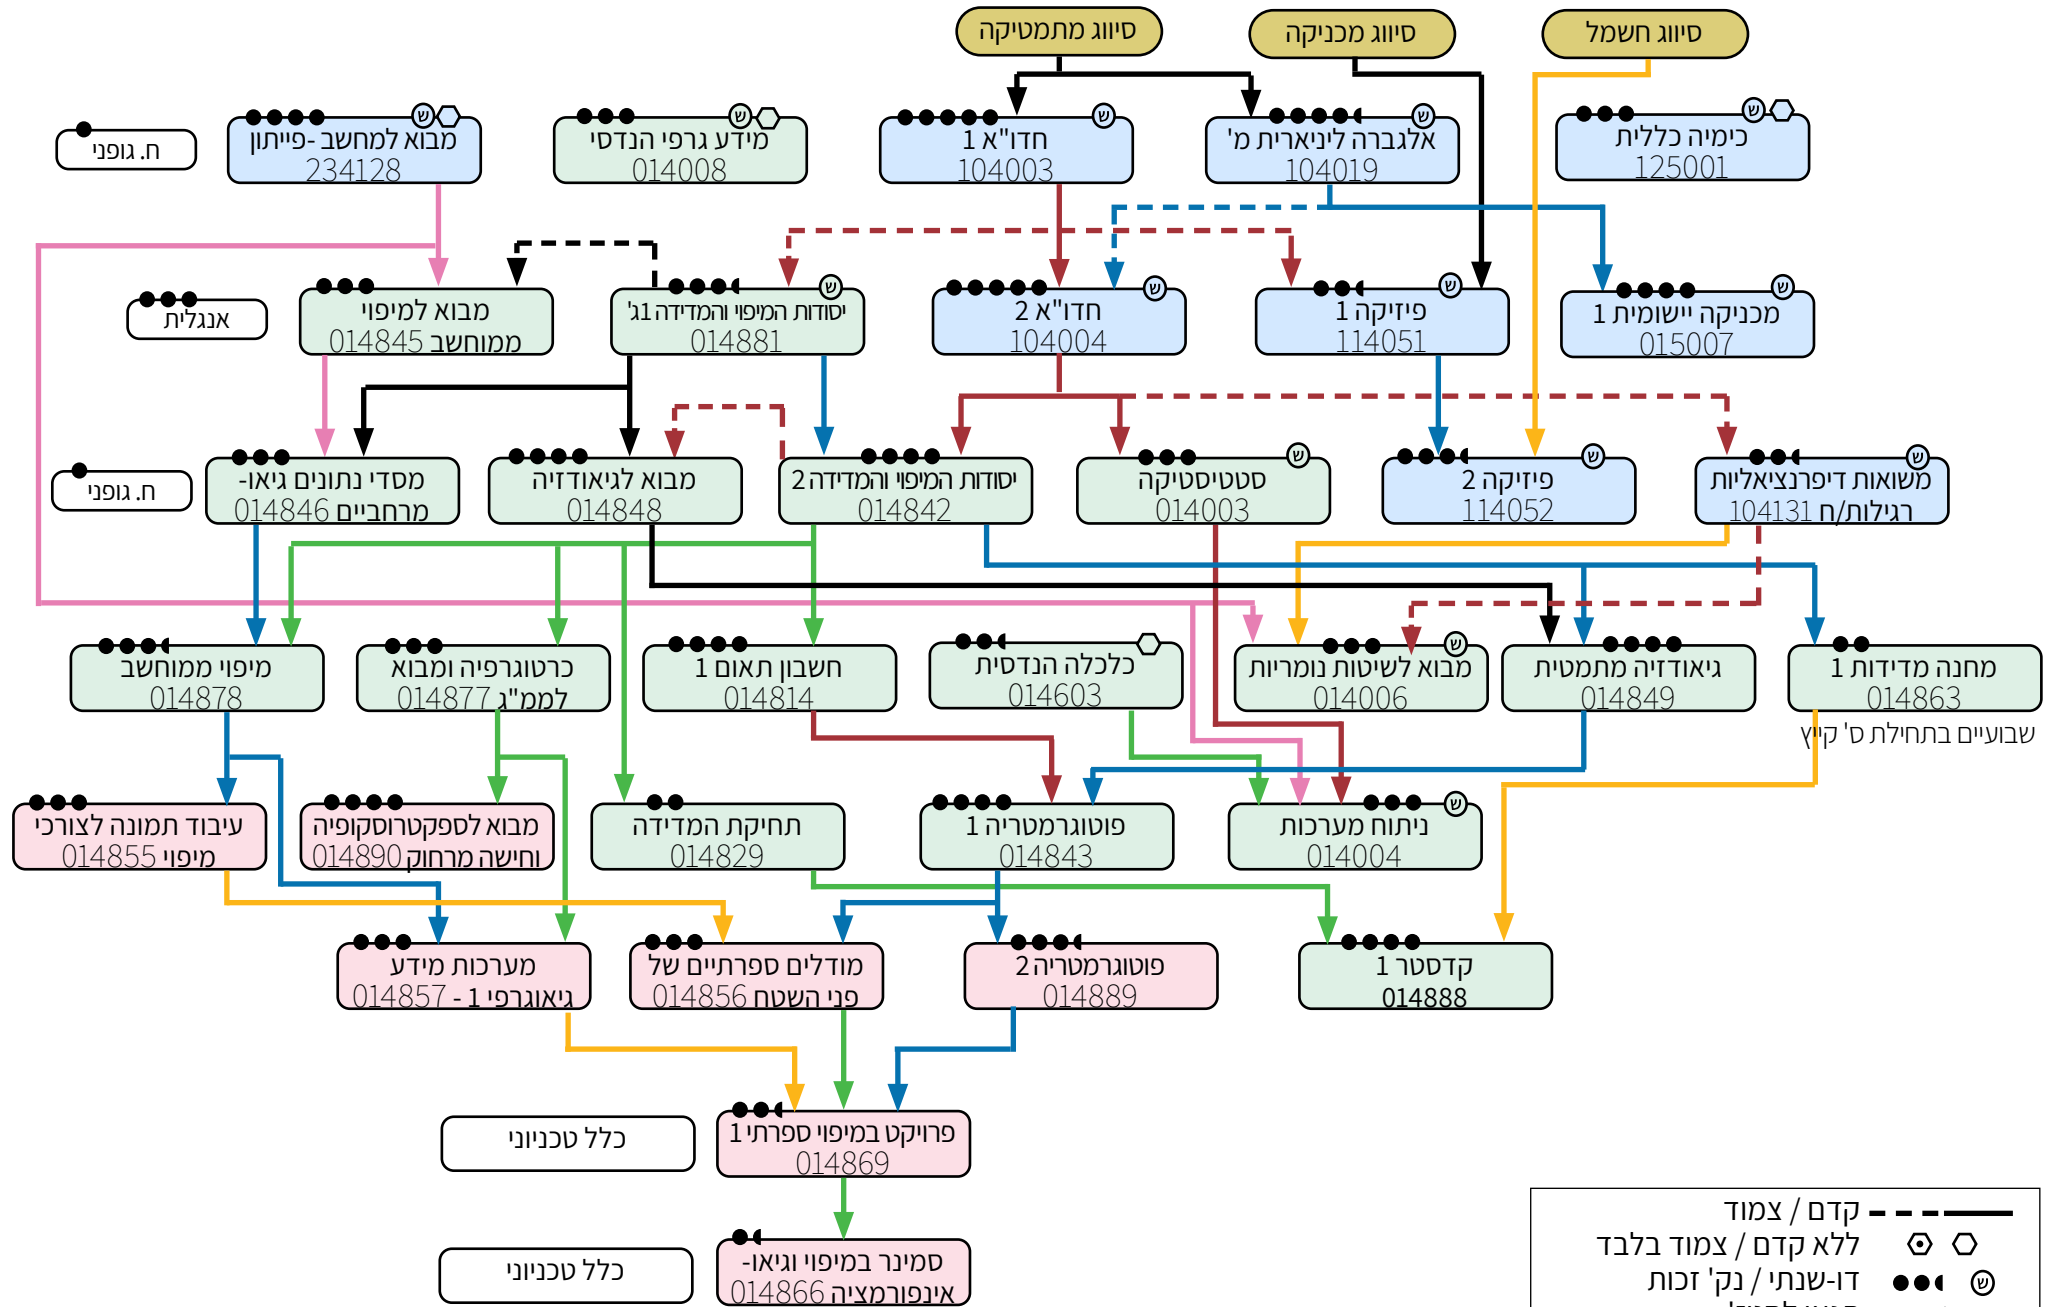 סיווג מתמטיקה
סיווג מכניקה
סיווג חשמל
ח. גופני
מבוא למחשב -פייתון
234128
ש
מידע גרפי הנדסי
014008
ש
חדו"א 1
104003
ש
אלגברה ליניארית מ'
104019
ש
כימיה כללית
125001
ש
אנגלית
מבוא למיפוי
ממוחשב 014845
יסודות המיפוי והמדידה 1ג'
014881
ש
חדו"א 2
104004
ש
פיזיקה 1
114051
ש
מכניקה יישומית 1
015007
ש
ח. גופני
מסדי נתונים גיאו-
מרחביים 014846
מבוא לגיאודזיה
014848
יסודות המיפוי והמדידה 2
014842
סטטיסטיקה
014003
ש
פיזיקה 2
114052
ש
משואות דיפרנציאליות
רגילות/ח 104131
ש
מיפוי ממוחשב
014878
כרטוגרפיה ומבוא
לממ"ג 014877
חשבון תאום 1
014814
כלכלה הנדסית
014603
מבוא לשיטות נומריות
014006
ש
גיאודזיה מתמטית
014849
מחנה מדידות 1
014863
שבועיים בתחילת ס' קייץ
עיבוד תמונה לצורכי
מיפוי 014855
מבוא לספקטרוסקופיה
וחישה מרחוק 014890
תחיקת המדידה
014829
פוטוגרמטריה 1
014843
ניתוח מערכות
014004
ש
מערכות מידע
גיאוגרפי 1 - 014857
מודלים ספרתיים של
פני השטח 014856
פוטוגרמטריה 2
014889
קדסטר 1
014888
כלל טכניוני
פרויקט במיפוי ספרתי 1
014869
כלל טכניוני
סמינר במיפוי וגיאו-
אינפורמציה 014866
קדם / צמוד
ללא קדם / צמוד בלבד
דו-שנתי / נק' זכות
ש